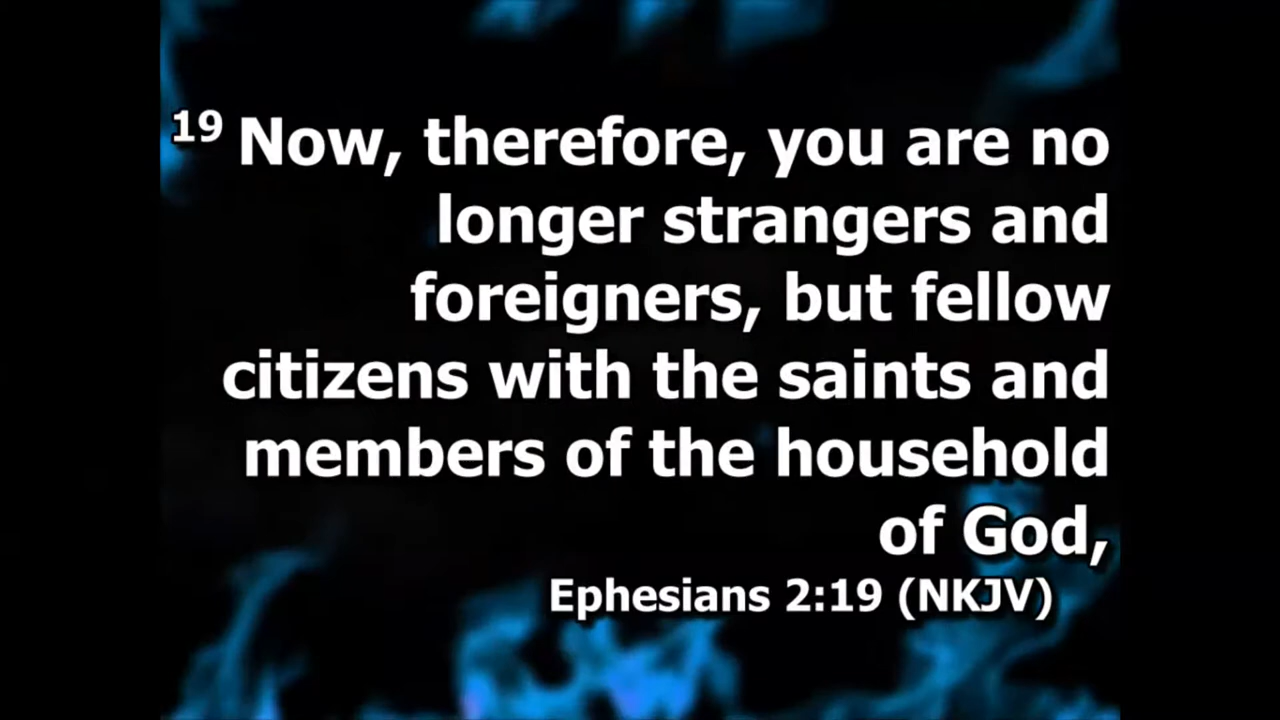 19 Now, therefore, you are no
longer strangers and
foreigners, but fellow
citizens with the saints and
members of the household
of God,
Ephesians 2:19 (NKJV)